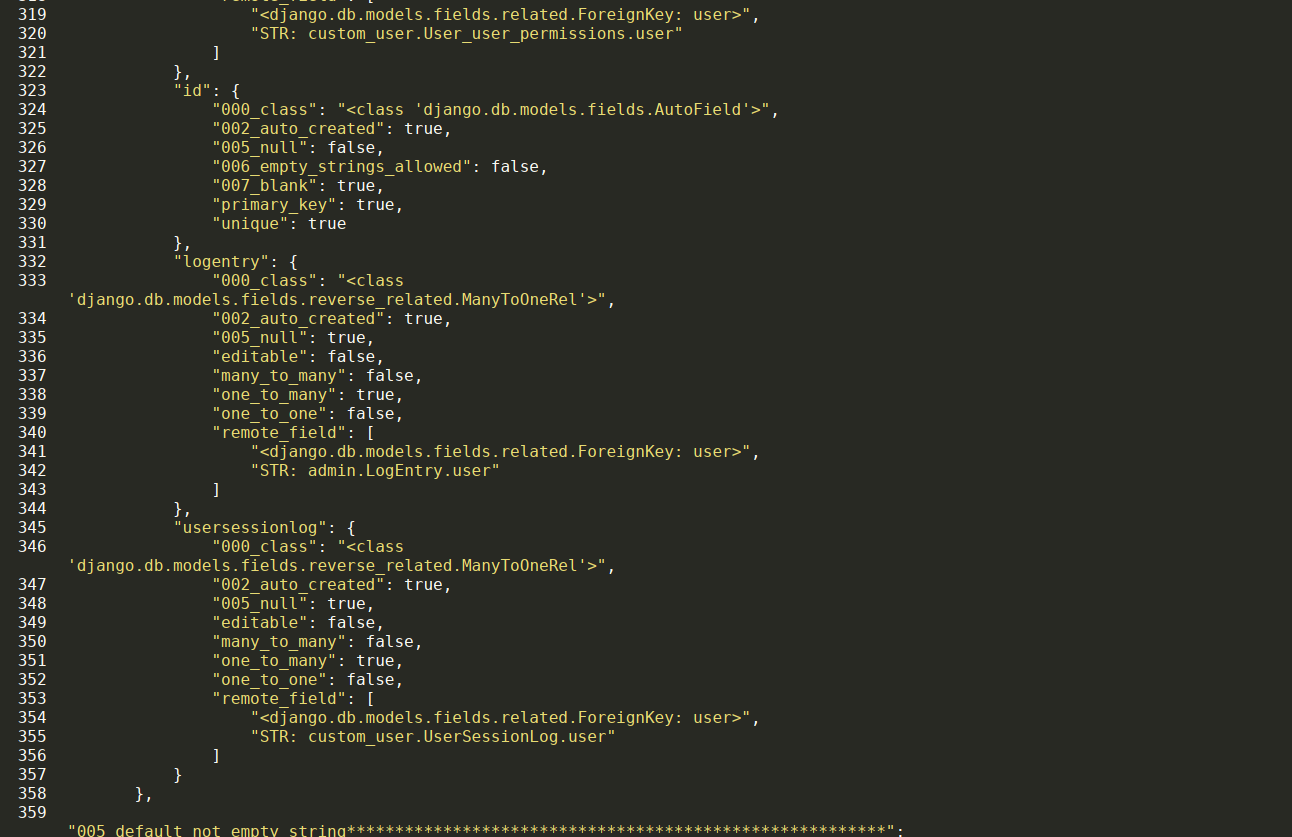 319 "<django.db.models.fields.related.ForeignKey: user>",
320 "STR: custom_user.User_user_permissions.user"
321 ]
322 },
323 "id": {
324 "000_class": "<class 'django.db.models.fields.AutoField'>",
325 "002_auto_created": true,
326 "005_null": false,
327 "006_empty_strings_allowed": false,
328 "007_blank": true,
329 "primary_key": true,
330 "unique": true
331 },
332 "logentry": {
333 "000_class": "<class
'django.db.models.fields.reverse_related.ManyToOneRel'>",
334 "002_auto_created": true,
335 "005_null": true,
336 "editable": false,
337 "many_to_many": false,
338 "one_to_many": true,
339 "one_to_one": false,
340 "remote_field": [
341 "<django.db.models.fields.related.ForeignKey: user>",
342 "STR: admin.LogEntry.user"
343 ]
344 },
345 "usersessionlog": {
346 "000_class": "<class
'django.db.models.fields.reverse_related.ManyToOneRel'>",
347 "002_auto_created": true,
348 "005_null": true,
349 "editable": false,
350 "many_to_many": false,
351 "one_to_many": true,
352 "one_to_one": false,
353 "remote_field": [
354 "<django.db.models.fields.related.ForeignKey: user>",
355 "STR: custom_user.UserSessionLog.user"
356 ]
357 }
358 },
359
"005_default_not_empty_string********************************************************":